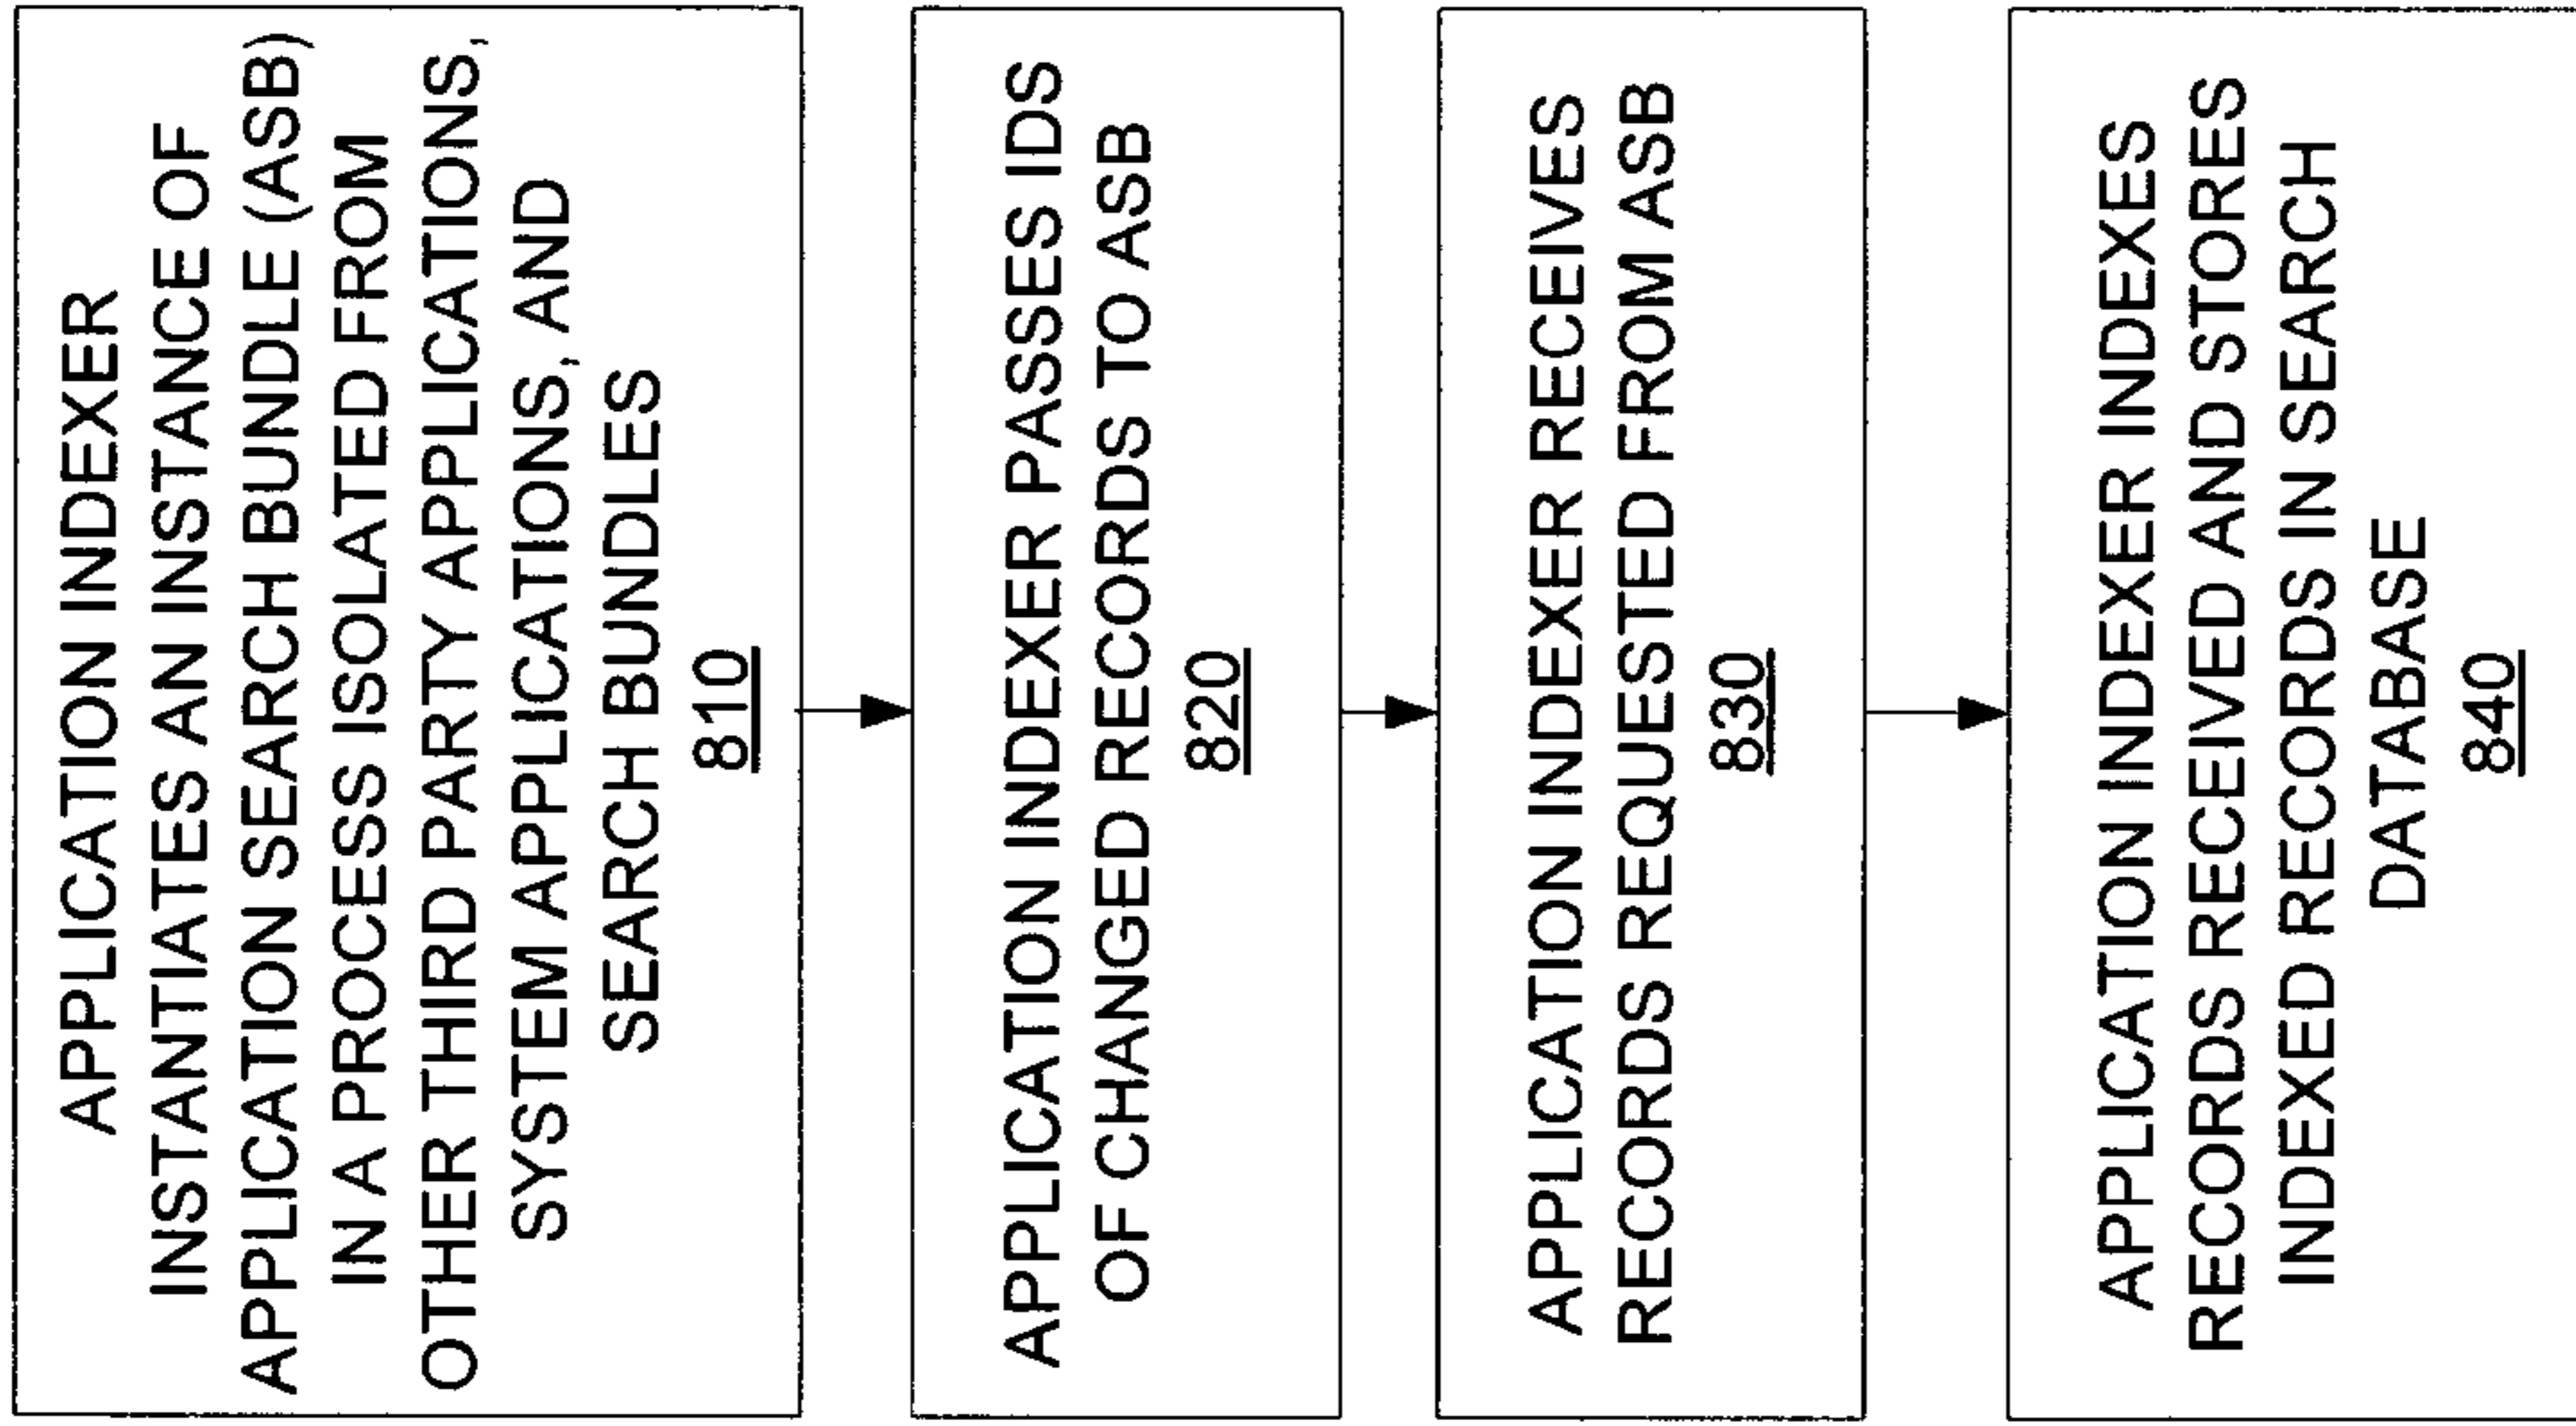 APPLICATION INDEXER
INSTANTIATES AN INSTANCE OF
APPLICATION SEARCH BUNDLE (ASB)
IN A PROCESS ISOLATED FROM
OTHER THIRD PARTY APPLICATIONS,
SYSTEM APPLICATIONS, AND
SEARCH BUNDLES
810
APPLICATION INDEXER PASSES IDS
OF CHANGED RECORDS TO ASB
820
APPLICATION INDEXER RECEIVES
RECORDS REQUESTED FROM ASB
830
APPLICATION INDEXER INDEXES
RECORDS RECEIVED AND STORES
INDEXED RECORDS IN SEARCH
DATABASE
840